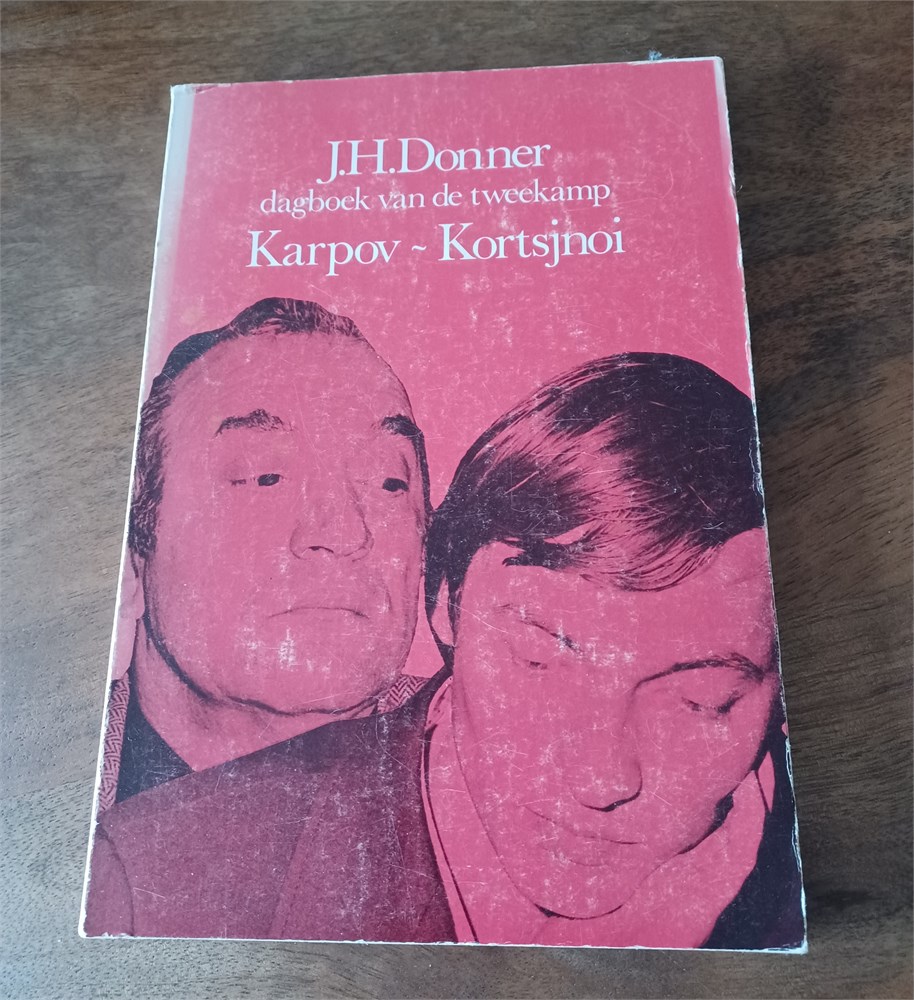 J.H.Donner
dagboek van de tweekamp
Karpov ~ Kortsjnoi